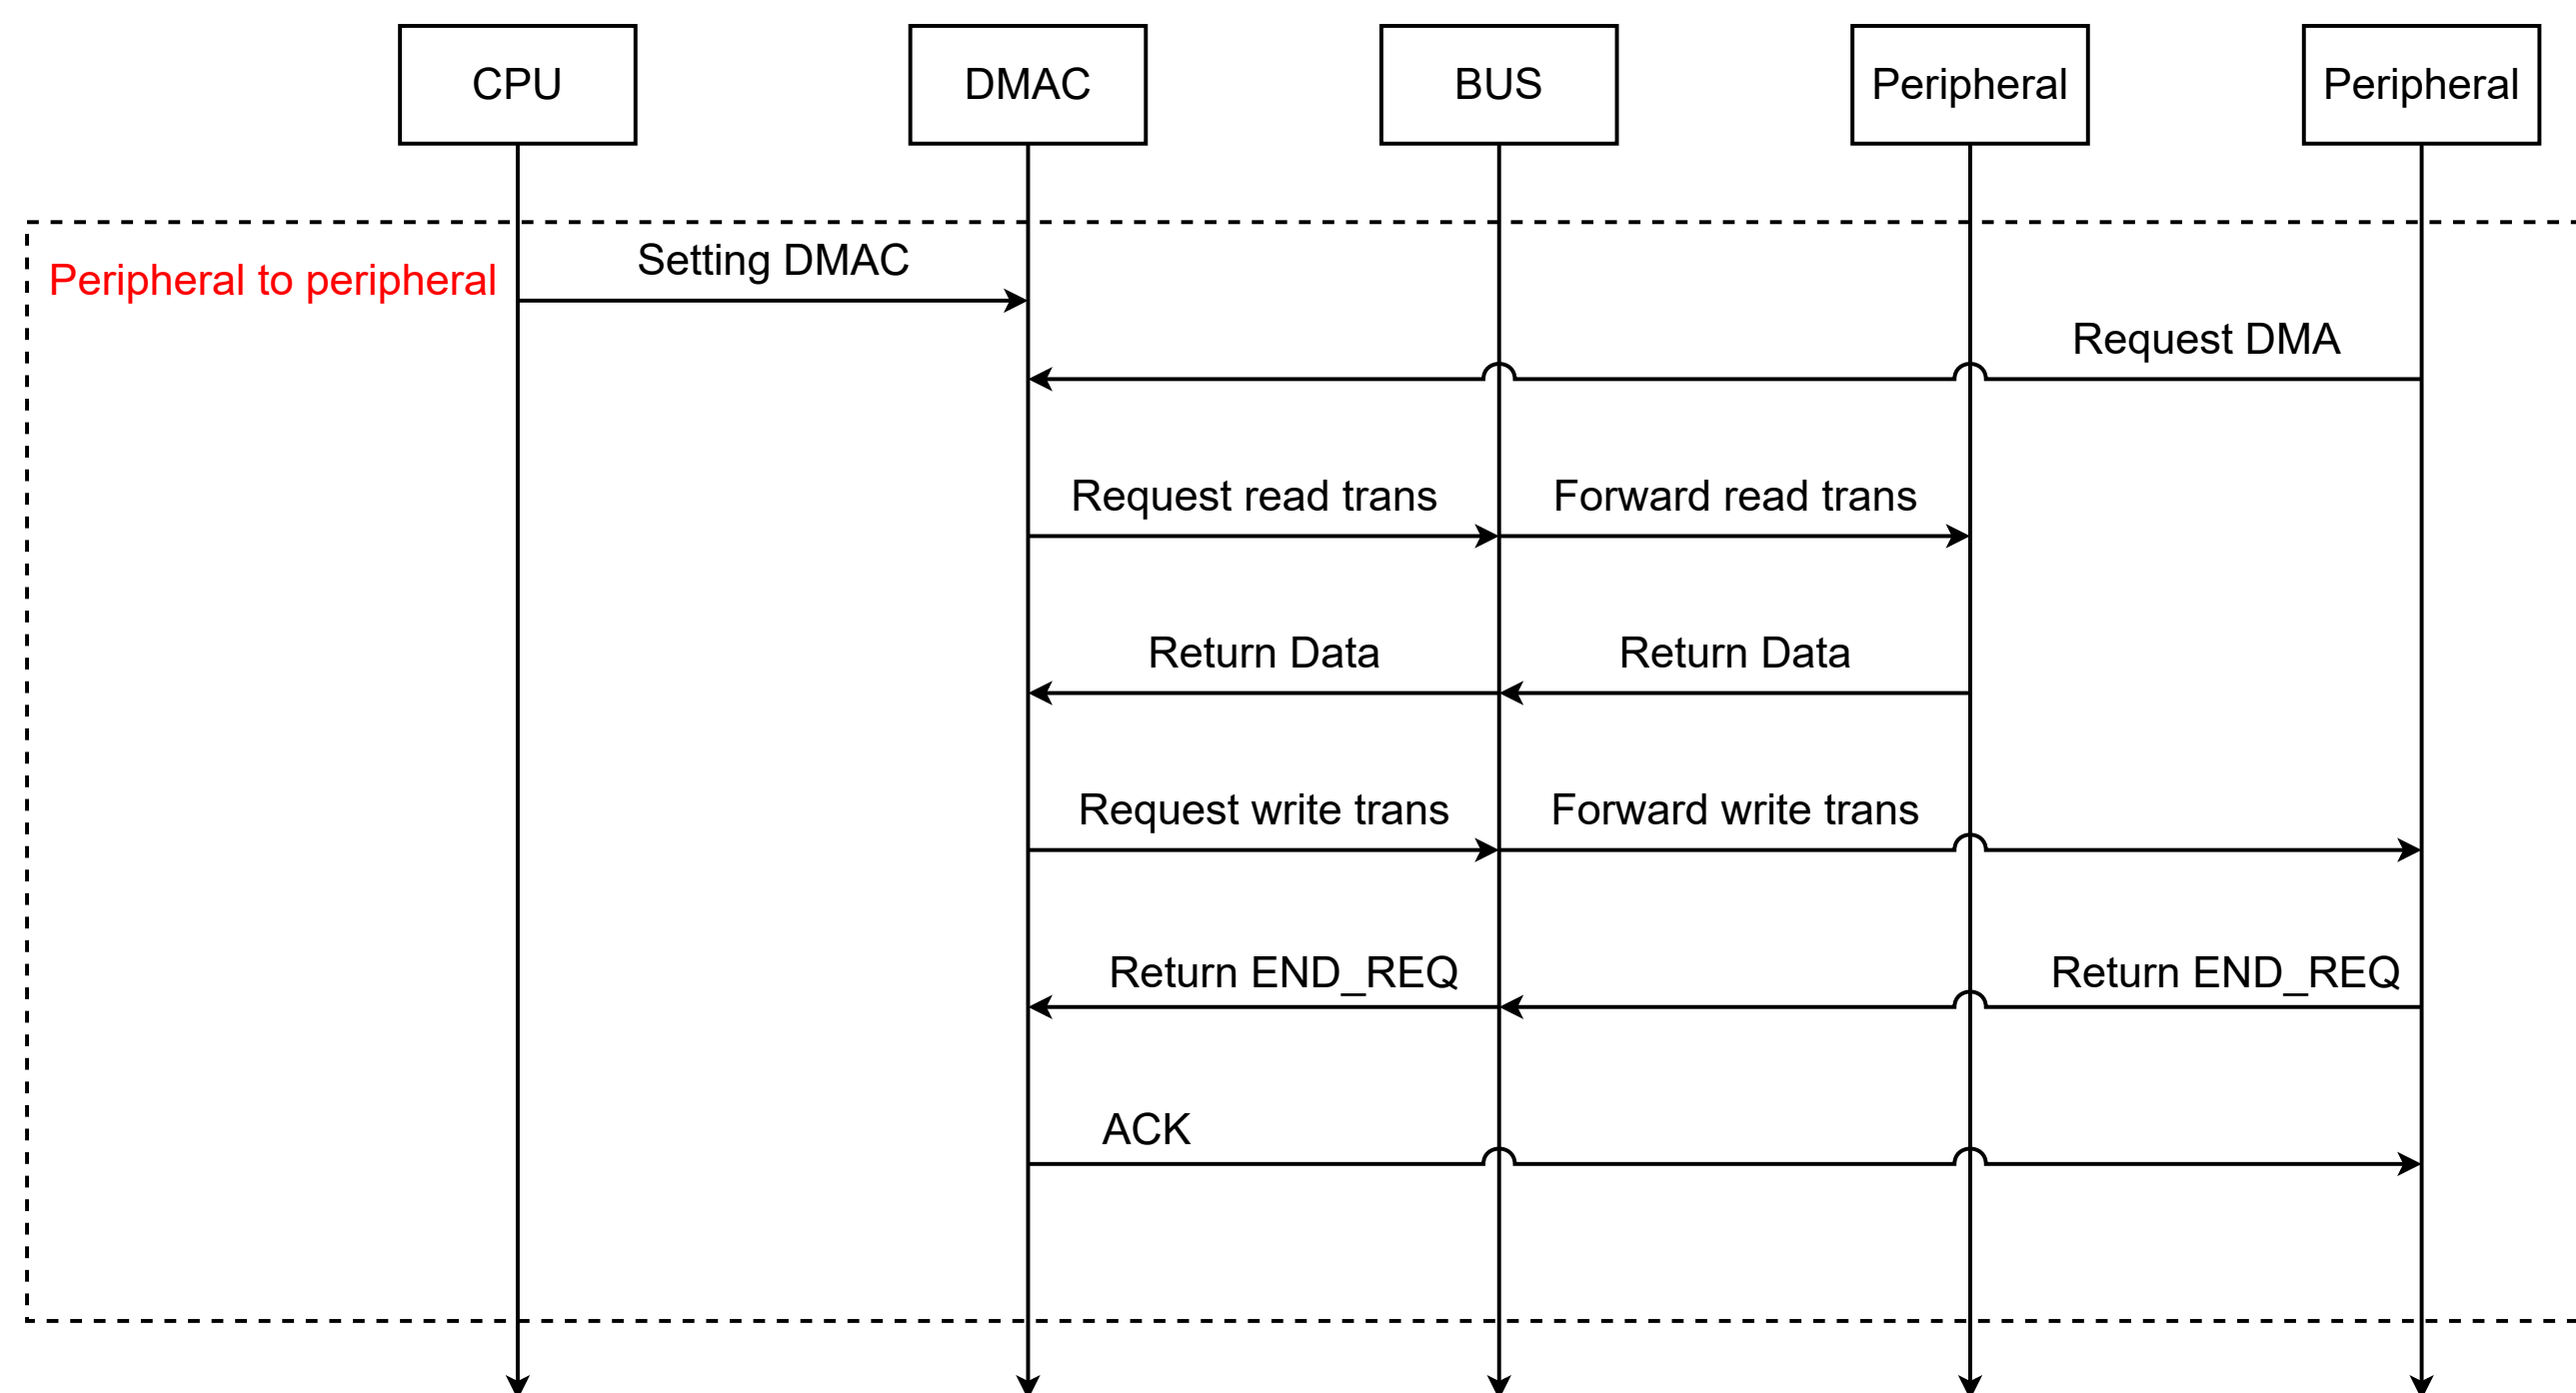 CPU
DMAC
BUS
Peripheral
Peripheral
Peripheral to peripheral
Setting DMAC
Request DMA
Request read trans
Forward read trans
Return Data
Return Data
Request write trans
Forward write trans
Return END_REQ
Return END_REQ
ACK